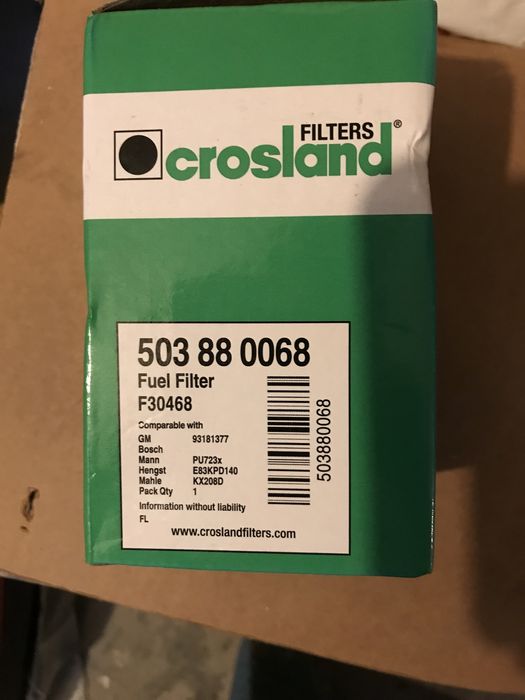 FILTERS ®
crosland
503 88 0068
Fuel Filter
F30468
Comparable with
GM 93181377
Bosch
Mann PU723x
Hengst E83KPD140
Mahle KX208D
Pack Qty 1
Information without liability
FL
503880068
www.croslandfilters.com